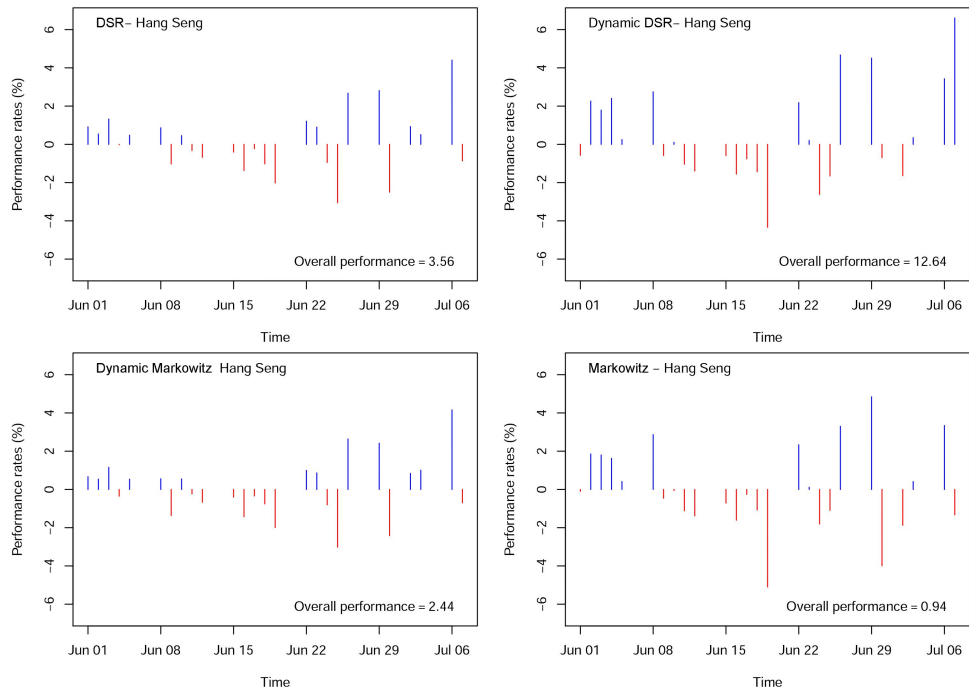 DSR– Hang Seng
Performance rates (%)
6
4
2
0
−2
−4
−6
Overall performance = 3.56
Jun 01 Jun 08 Jun 15 Jun 22 Jun 29 Jul 06
Time
Dynamic DSR– Hang Seng
Performance rates (%)
6
4
2
0
−2
−4
−6
Overall performance = 12.64
Jun 01 Jun 08 Jun 15 Jun 22 Jun 29 Jul 06
Time
Dynamic Markowitz Hang Seng
Performance rates (%)
6
4
2
0
−2
−4
−6
Overall performance = 2.44
Jun 01 Jun 08 Jun 15 Jun 22 Jun 29 Jul 06
Time
Markowitz – Hang Seng
Performance rates (%)
6
4
2
0
−2
−4
−6
Overall performance = 0.94
Jun 01 Jun 08 Jun 15 Jun 22 Jun 29 Jul 06
Time